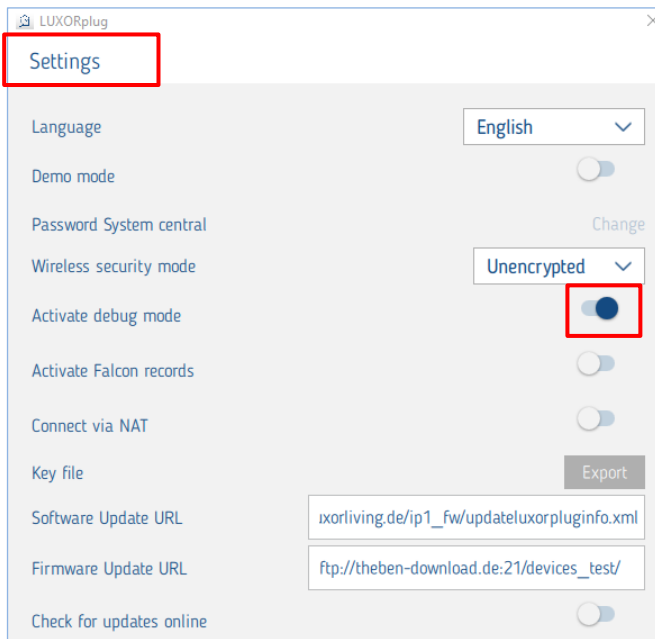 LUXORplug
Settings
Language English
Demo mode
Password System central Change
Wireless security mode Unencrypted
Activate debug mode
Activate Falcon records
Connect via NAT
Key file Export
Software Update URL ıxorliving.de/ip1_fw/updateluxorpluginfo.xml
Firmware Update URL ftp://theben-download.de:21/devices_test/
Check for updates online